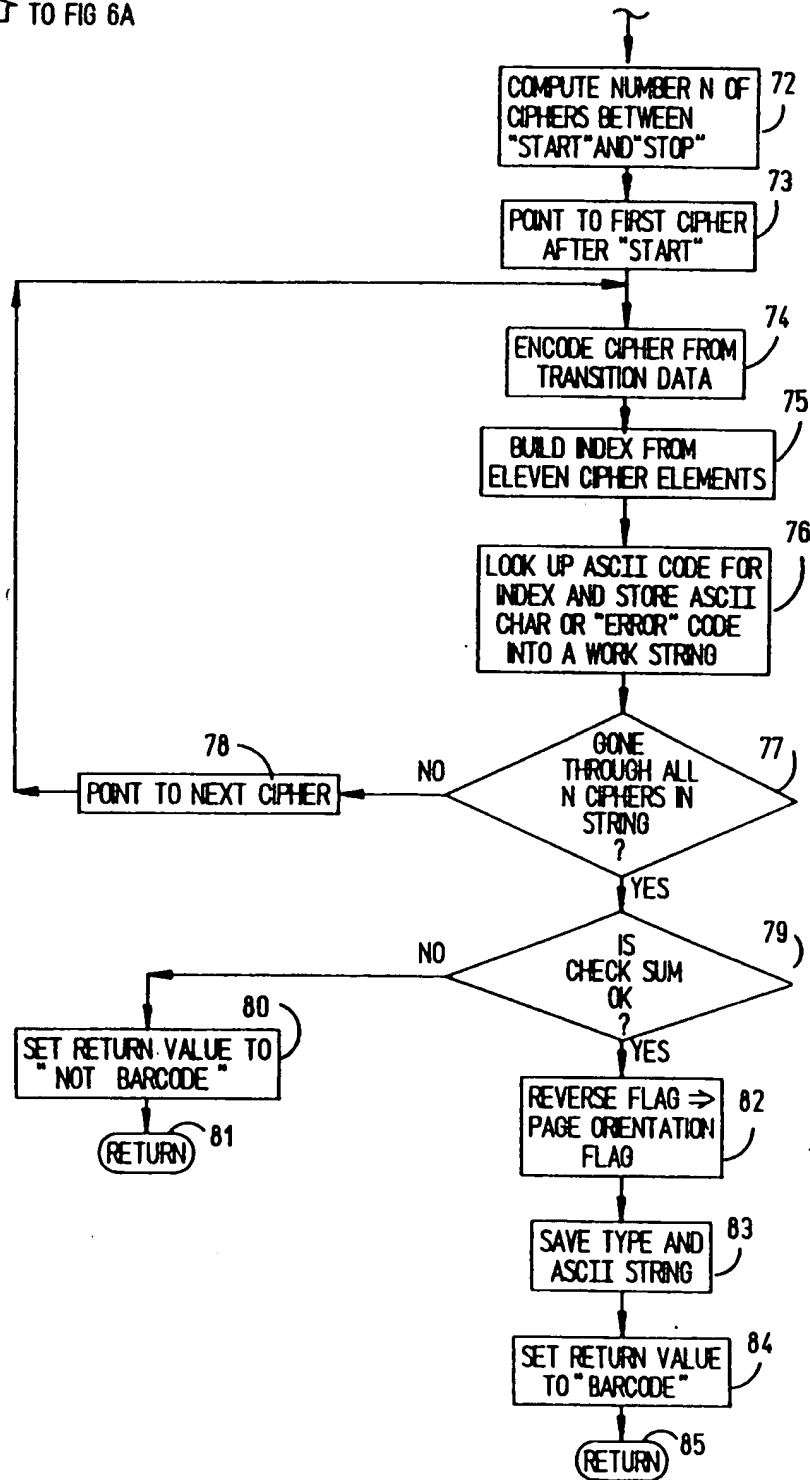 TO FIG 6A
COMPUTE NUMBER N OF
CIPHERS BETWEEN
"START" AND "STOP"
72
POINT TO FIRST CIPHER
AFTER "START"
73
ENCODE CIPHER FROM
TRANSITION DATA
74
BUILD INDEX FROM
ELEVEN CIPHER ELEMENTS
75
LOOK UP ASCII CODE FOR
INDEX AND STORE ASCII
CHAR OR "ERROR" CODE
INTO A WORK STRING
76
GONE
THROUGH ALL
N CIPHERS IN
STRING
?
77
NO
78
POINT TO NEXT CIPHER
YES
IS
CHECK SUM
OK
?
79
NO
80
SET RETURN VALUE TO
"NOT BARCODE"
RETURN
81
YES
REVERSE FLAG ⇒
PAGE ORIENTATION
FLAG
82
SAVE TYPE AND
ASCII STRING
83
SET RETURN VALUE
TO "BARCODE"
84
RETURN
85